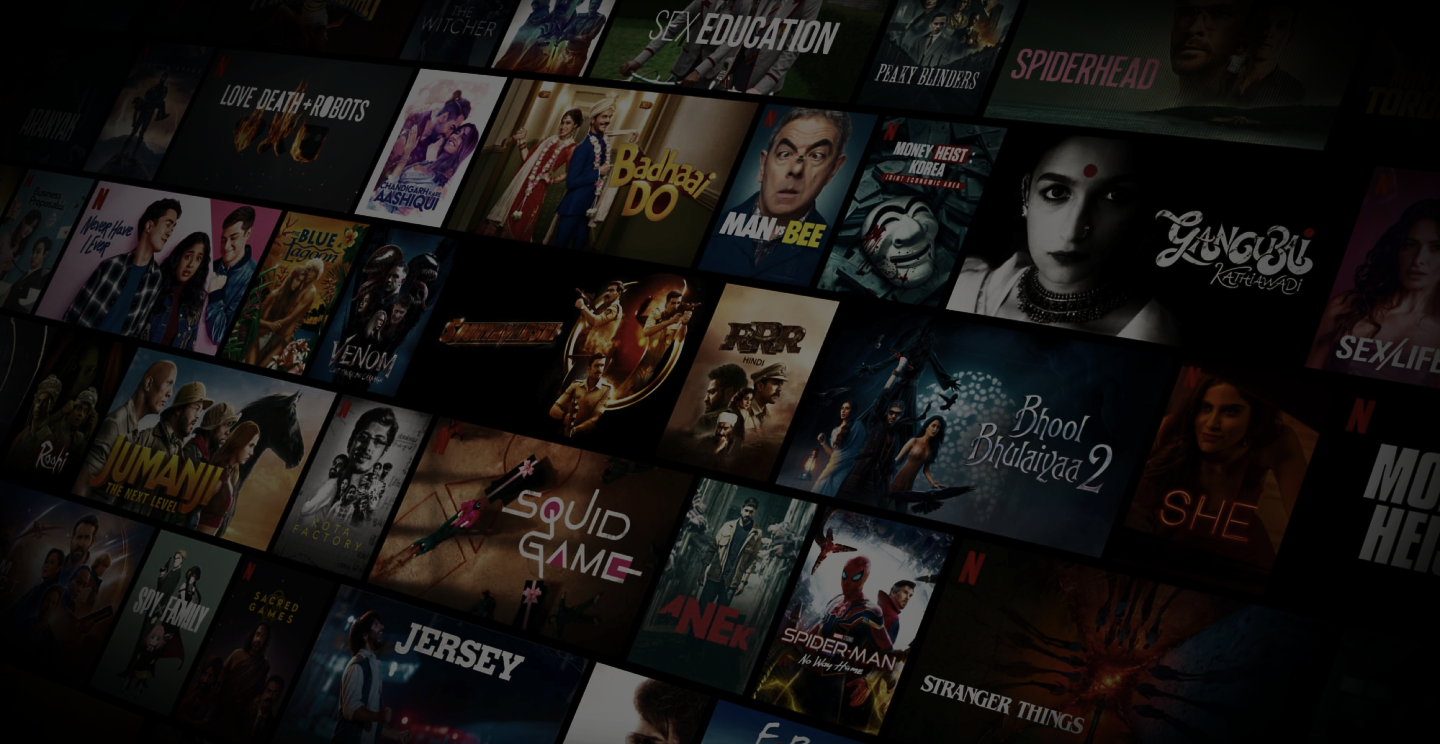 THE
WITCHER
SEX EDUCATION
PEAKY BLINDERS
SPIDERHEAD
ARANYAK
LOVE DEATH + ROBOTS
CHANDIGARH KARE
AASHIQUI
Badhaai
DO
MAN vs BEE
MONEY HEIST
KOREA
JOINT ECONOMIC AREA
GANGUBAI
KATHIAWADI
Never Have
I Ever
BLUE
Lagoon
VENOM
SOORYAVANSHI
RRR
HINDI
Bhool
Bhulaiyaa 2
SEX/LIFE
Roohi
JUMANJI
THE NEXT LEVEL
KOTA
FACTORY
SQUID
GAME
ANEK
SPIDER-MAN
No Way Home
SHE
MO
HEIS
SPY FAMILY
SACRED
GAMES
JERSEY
STRANGER THINGS